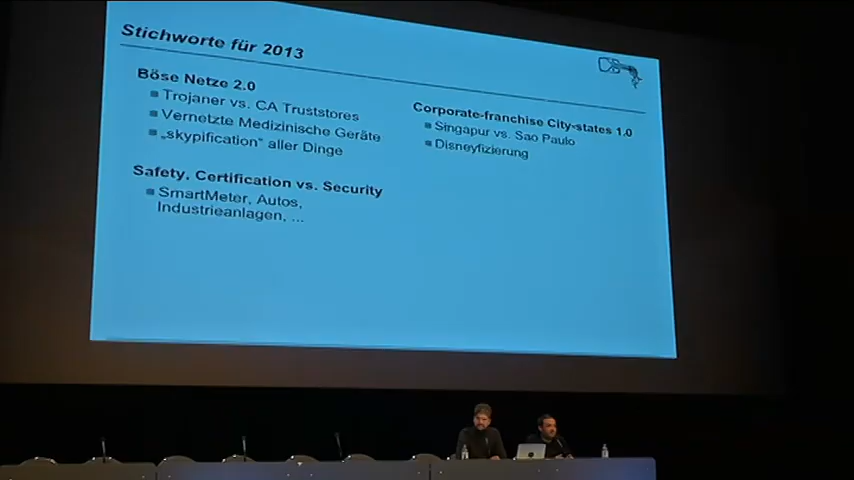 Stichworte für 2013
Böse Netze 2.0
Trojaner vs. CA Truststores
Vernetzte Medizinische Geräte
„skypification“ aller Dinge
Safety, Certification vs. Security
SmartMeter, Autos,
Industrieanlagen, ...
Corporate-franchise City-states 1.0
Singapur vs. Sao Paulo
Disneyfizierung